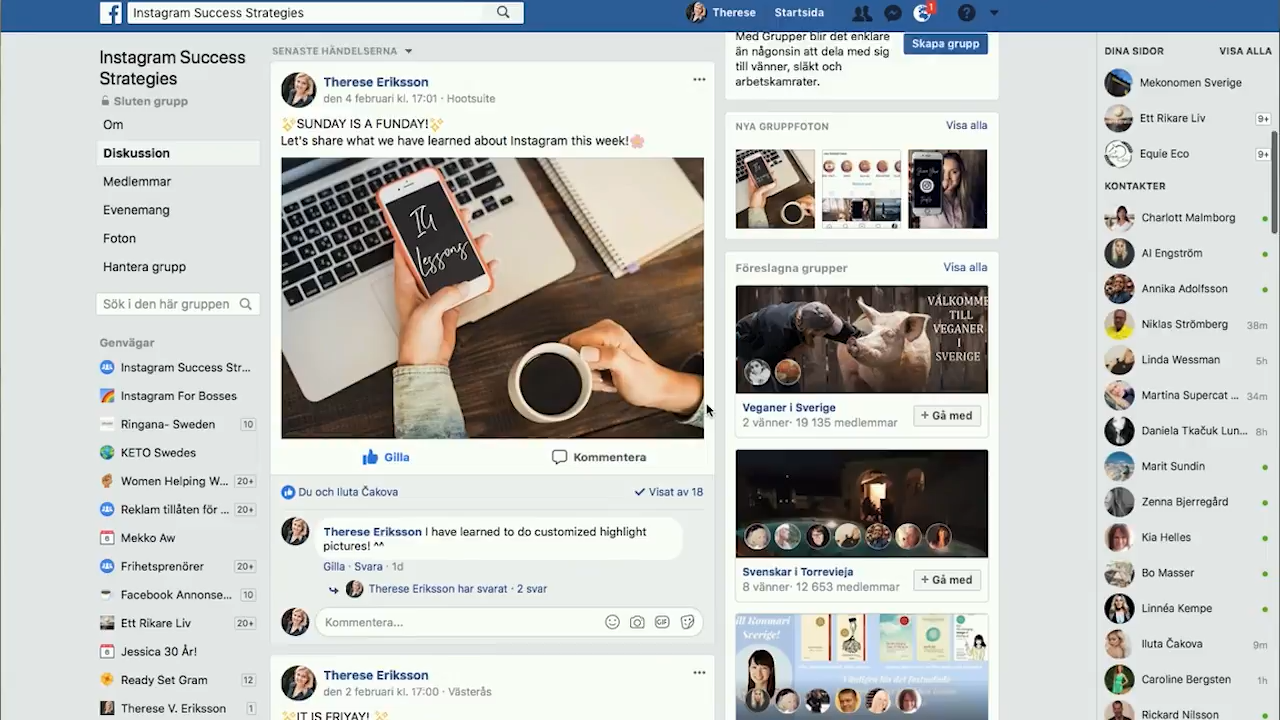 Instagram Success Strategies
Therese
Startsida
1
Instagram Success
Strategies
Sluten grupp
Om
Diskussion
Medlemmar
Evenemang
Foton
Hantera grupp
Sök i den här gruppen
Genvägar
Instagram Success Str...
Instagram For Bosses
Ringana- Sweden 10
KETO Swedes
Women Helping W... 20+
Reklam tillåten för ... 20+
Mekko Aw
Frihetsprenörer 20+
Facebook Annonse... 10
Ett Rikare Liv 20+
Jessica 30 År!
Ready Set Gram 12
Therese V. Eriksson 1
SENASTE HÄNDELSERNA
Therese Eriksson
den 4 februari kl. 17:01 · Hootsuite
✨SUNDAY IS A FUNDAY!✨
Let's share what we have learned about Instagram this week!🌸
IG
lessons
Gilla
Kommentera
Du och Iluta Čakova
Visat av 18
Therese Eriksson I have learned to do customized highlight
pictures! ^^
Gilla · Svara · 1d
Therese Eriksson har svarat · 2 svar
Kommentera...
GIF
Therese Eriksson
den 2 februari kl. 17:00 · Västerås
✨IT IS FRIYAY! ✨
Med Grupper blir det enklare
än någonsin att dela med sig
till vänner, släkt och
arbetskamrater.
Skapa grupp
NYA GRUPPFOTON
Visa alla
Föreslagna grupper
Visa alla
VÄLKOMME
TILL
VEGANER
I
SVERIGE
Veganer i Sverige
2 vänner· 19 135 medlemmar
+ Gå med
Svenskar i Torrevieja
8 vänner· 12 653 medlemmar
+ Gå med
ill Konmari
Sverige!
DINA SIDOR
VISA ALLA
Mekonomen Sverige
Ett Rikare Liv 9+
Equie Eco 9+
KONTAKTER
Charlott Malmborg
Al Engström
Annika Adolfsson
Niklas Strömberg 38m
Linda Wessman 5h
Martina Supercat ... 34m
Daniela Tkačuk Lun... 8h
Marit Sundin
Zenna Bjerregård
Kia Helles
Bo Masser
Linnéa Kempe
Iluta Čakova 9m
Caroline Bergsten 1h
Rickard Nilsson